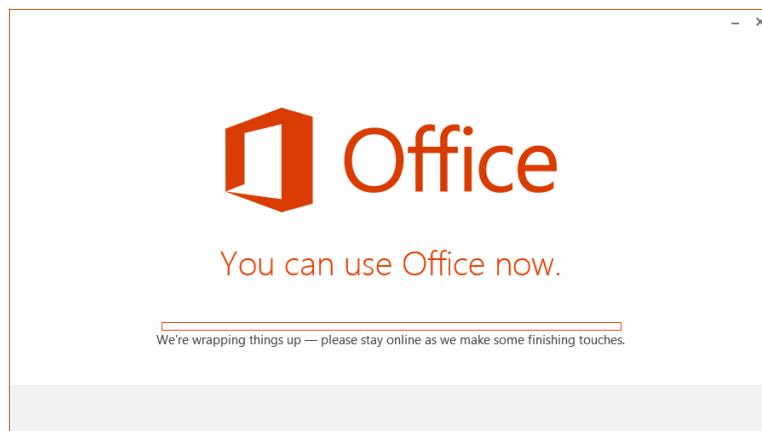 Office
You can use Office now.
We're wrapping things up — please stay online as we make some finishing touches.